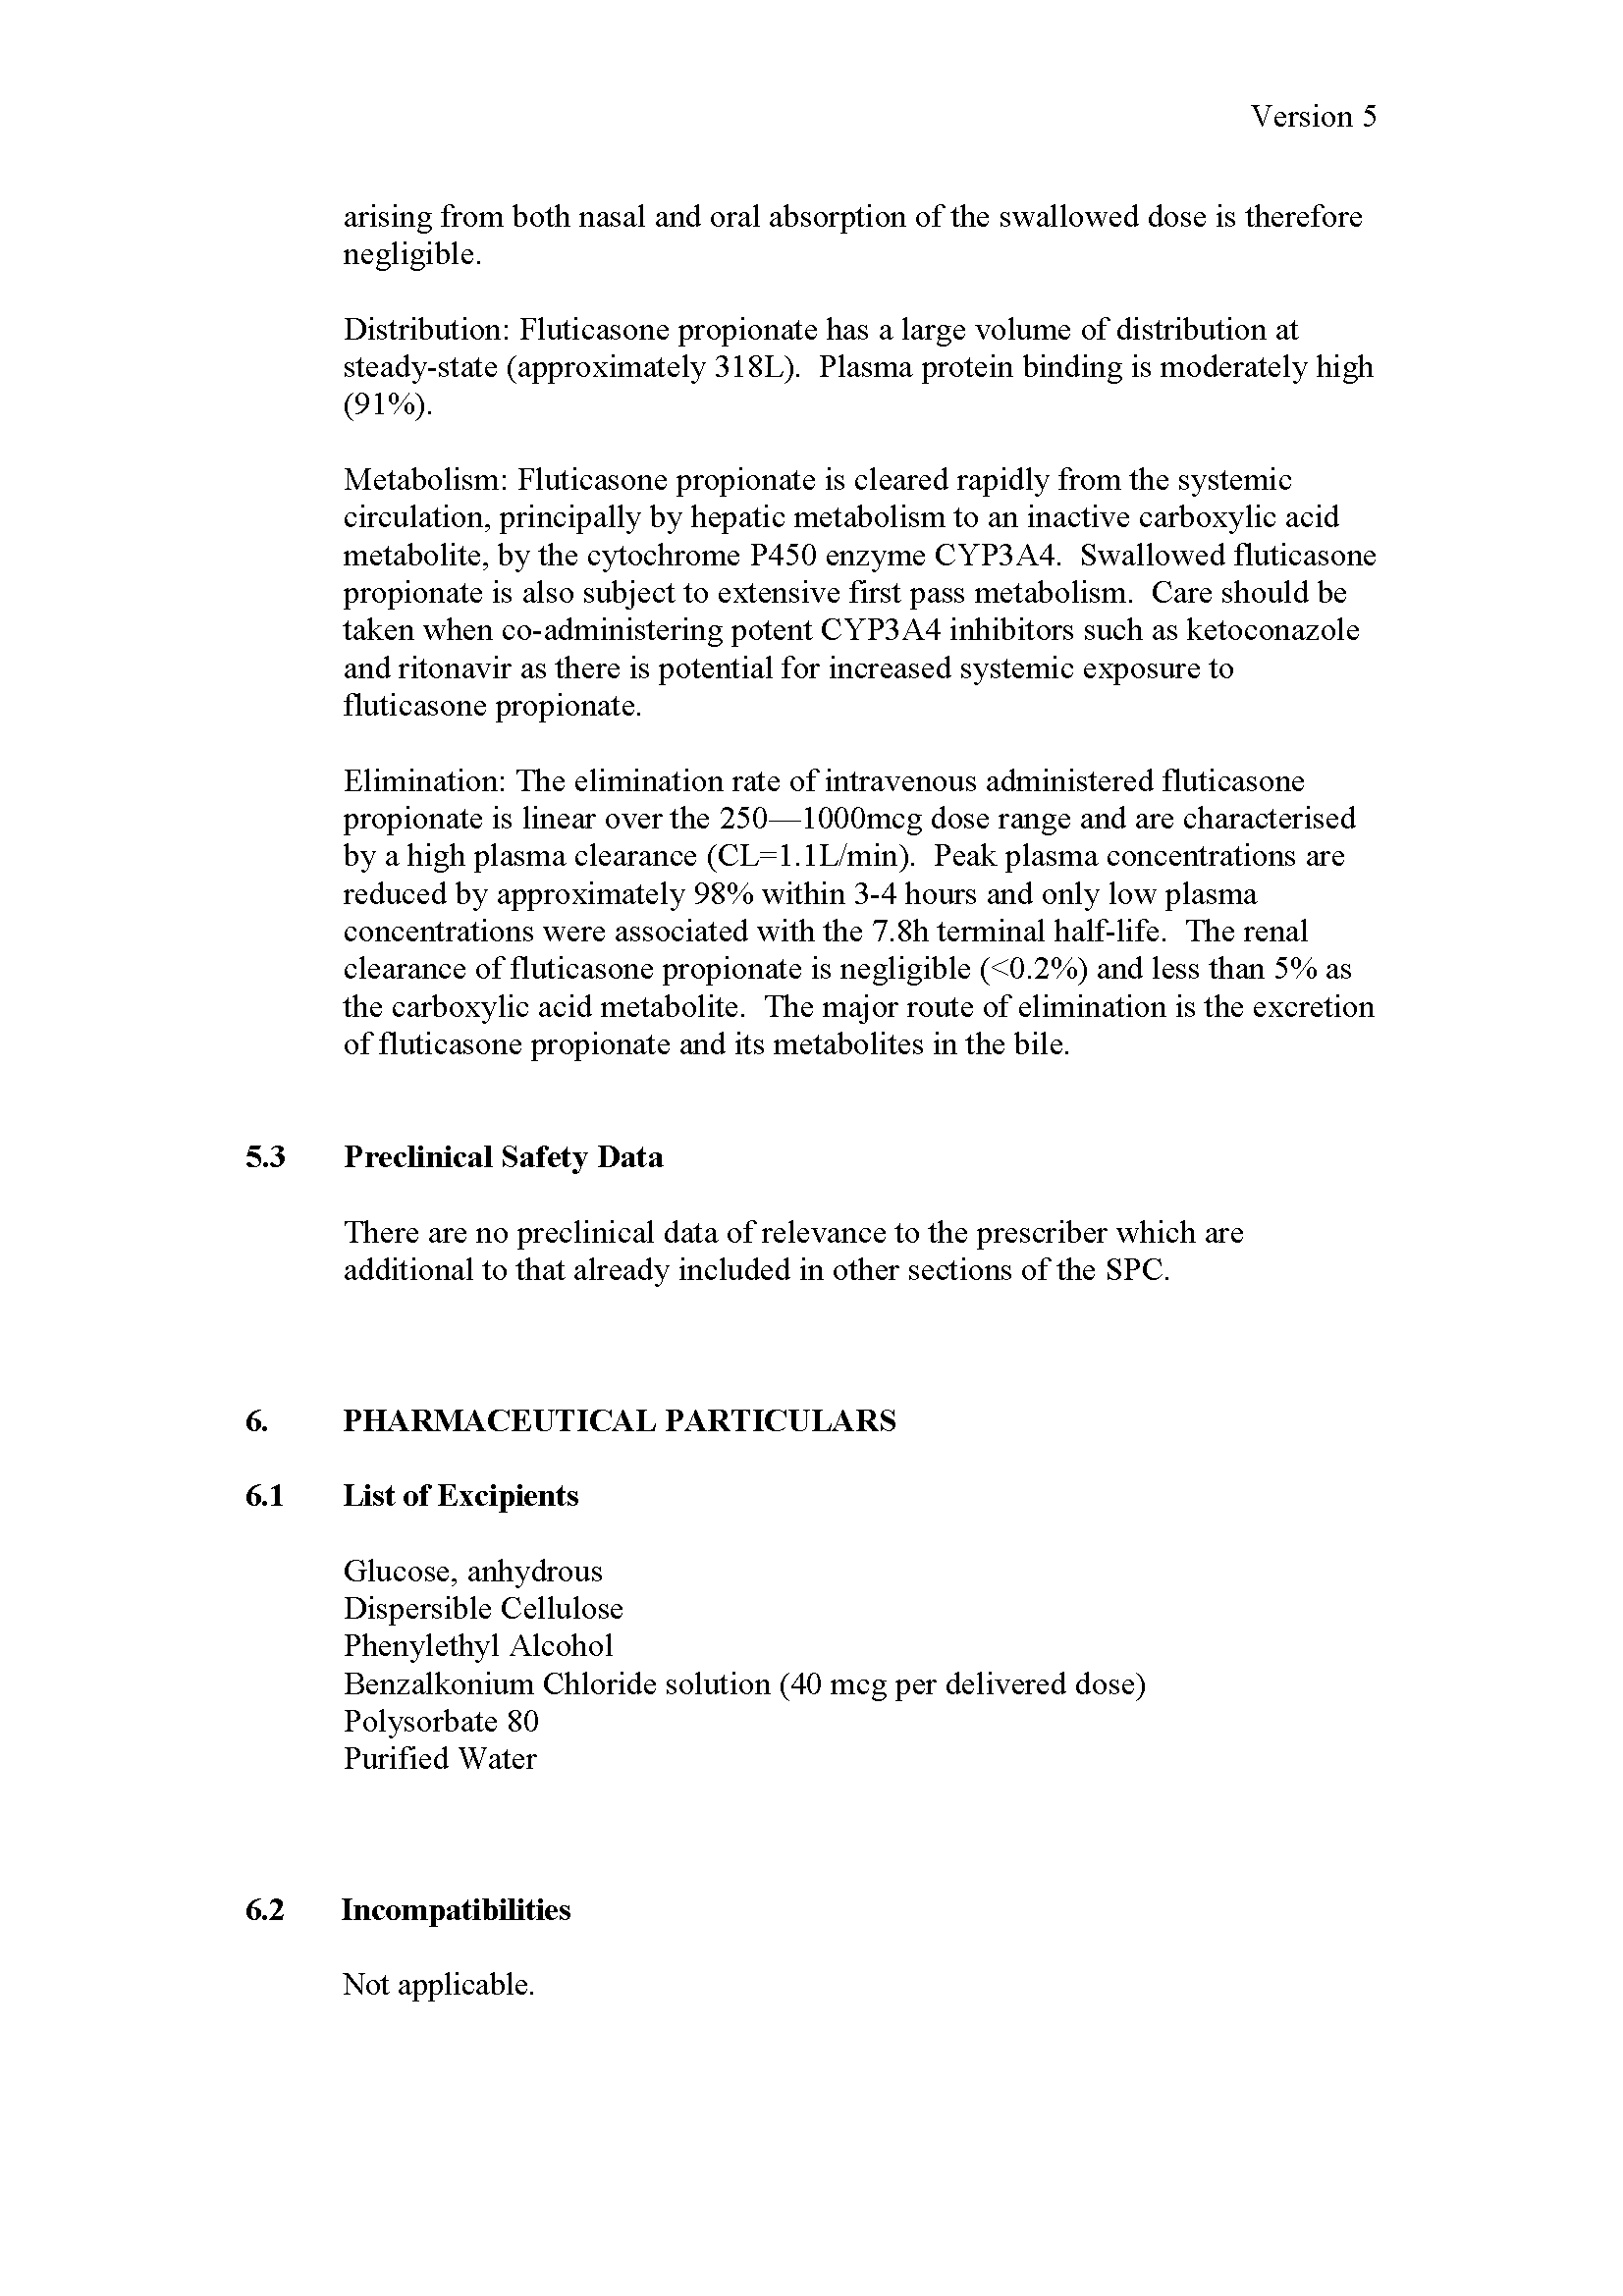 Version 5
arising from both nasal and oral absorption of the swallowed dose is therefore
negligible.
Distribution: Fluticasone propionate has a large volume of distribution at
steady-state (approximately 318L).  Plasma protein binding is moderately high
(91%).
Metabolism: Fluticasone propionate is cleared rapidly from the systemic
circulation, principally by hepatic metabolism to an inactive carboxylic acid
metabolite, by the cytochrome P450 enzyme CYP3A4.  Swallowed fluticasone
propionate is also subject to extensive first pass metabolism.  Care should be
taken when co-administering potent CYP3A4 inhibitors such as ketoconazole
and ritonavir as there is potential for increased systemic exposure to
fluticasone propionate.
Elimination: The elimination rate of intravenous administered fluticasone
propionate is linear over the 250—1000mcg dose range and are characterised
by a high plasma clearance (CL=1.1L/min).  Peak plasma concentrations are
reduced by approximately 98% within 3-4 hours and only low plasma
concentrations were associated with the 7.8h terminal half-life.  The renal
clearance of fluticasone propionate is negligible (<0.2%) and less than 5% as
the carboxylic acid metabolite.  The major route of elimination is the excretion
of fluticasone propionate and its metabolites in the bile.
5.3 Preclinical Safety Data
There are no preclinical data of relevance to the prescriber which are
additional to that already included in other sections of the SPC.
6. PHARMACEUTICAL PARTICULARS
6.1 List of Excipients
Glucose, anhydrous
Dispersible Cellulose
Phenylethyl Alcohol
Benzalkonium Chloride solution (40 mcg per delivered dose)
Polysorbate 80
Purified Water
6.2 Incompatibilities
Not applicable.